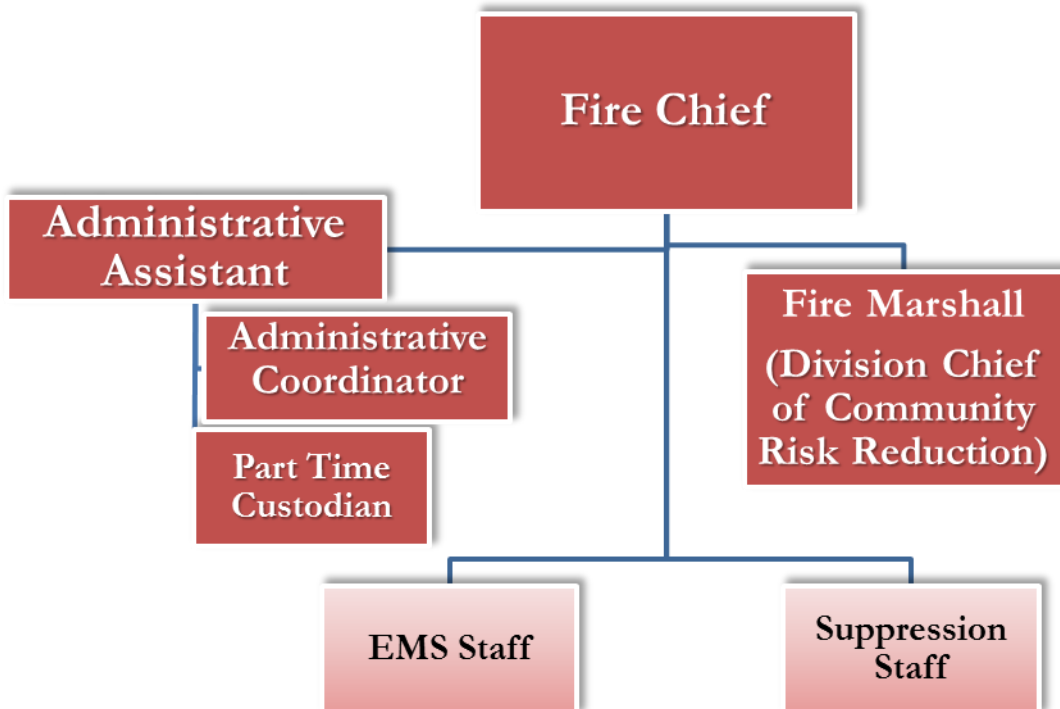 Fire Chief
Administrative
Assistant
Administrative
Coordinator
Part Time
Custodian
Fire Marshall
(Division Chief
of Community
Risk Reduction)
EMS Staff
Suppression
Staff